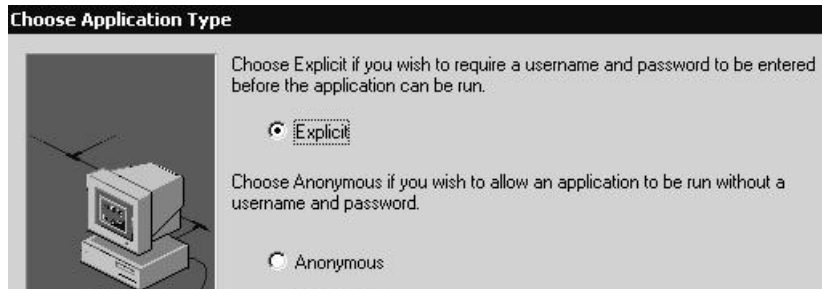 Choose Application Type
Choose Explicit if you wish to require a username and password to be entered
before the application can be run.
Explicit
Choose Anonymous if you wish to allow an application to be run without a
username and password.
Anonymous